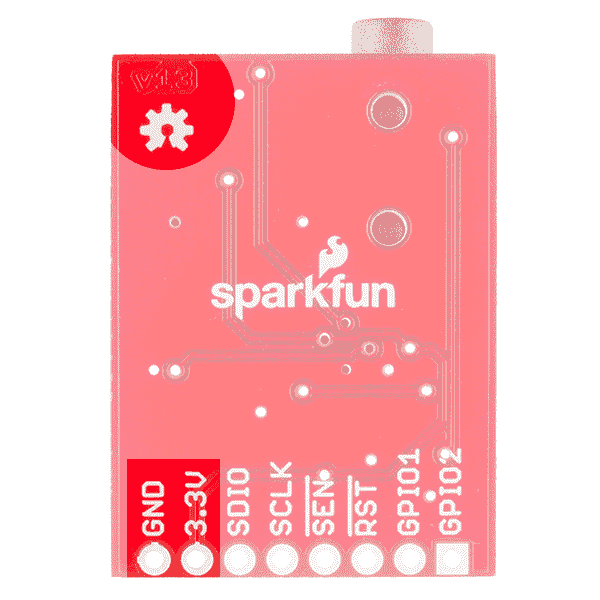 V13
sparkfun
GND
3.3V
SDIO
SCLK
SEN
RST
GPIO1
GPIO2